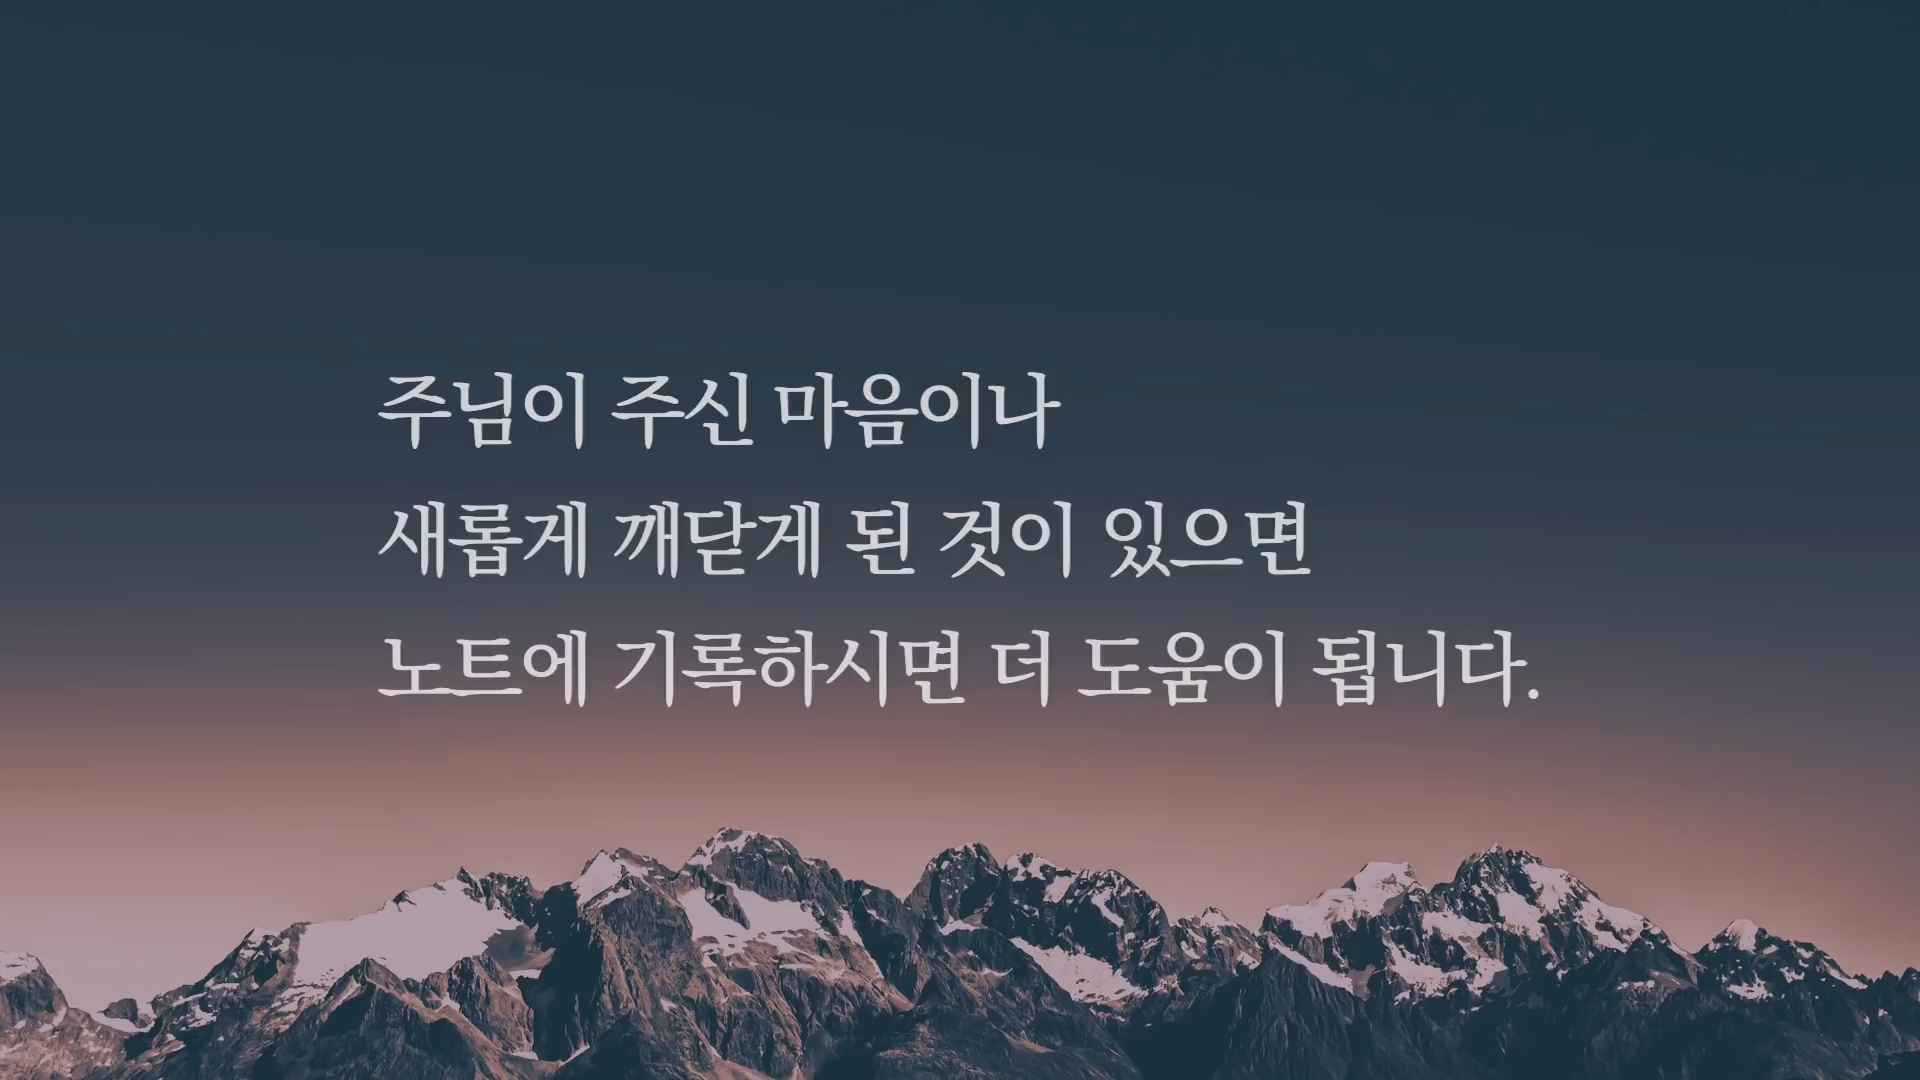 주님이 주신 마음이나
새롭게 깨닫게 된 것이 있으면
노트에 기록하시면 더 도움이 됩니다.